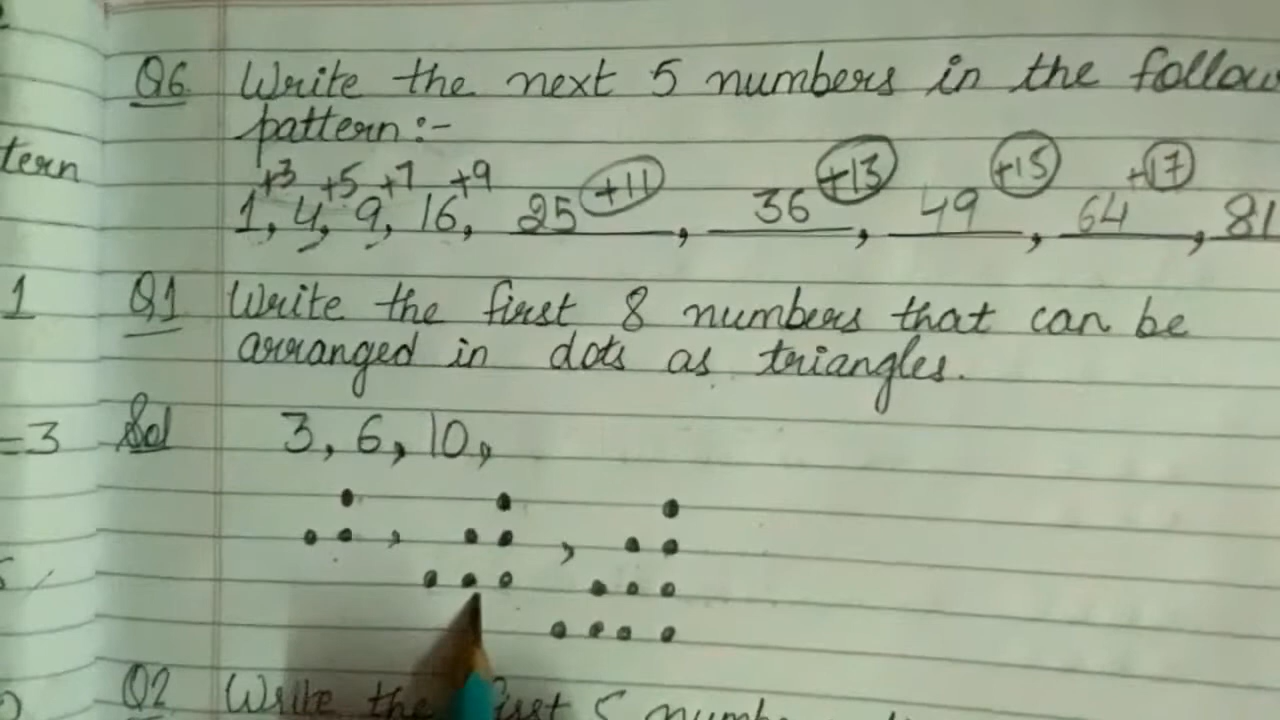 Q6 Write the next 5 numbers in the follow
pattern :-
tern
+3 +5 +7 +9 +11 +13 +15 +17
1, 4, 9, 16, 25, 36, 49, 64, 81
1 Q1 Write the first 8 numbers that can be
arranged in dots as triangles.
=3 Sol 3, 6, 10,
Q2 Write the first 5